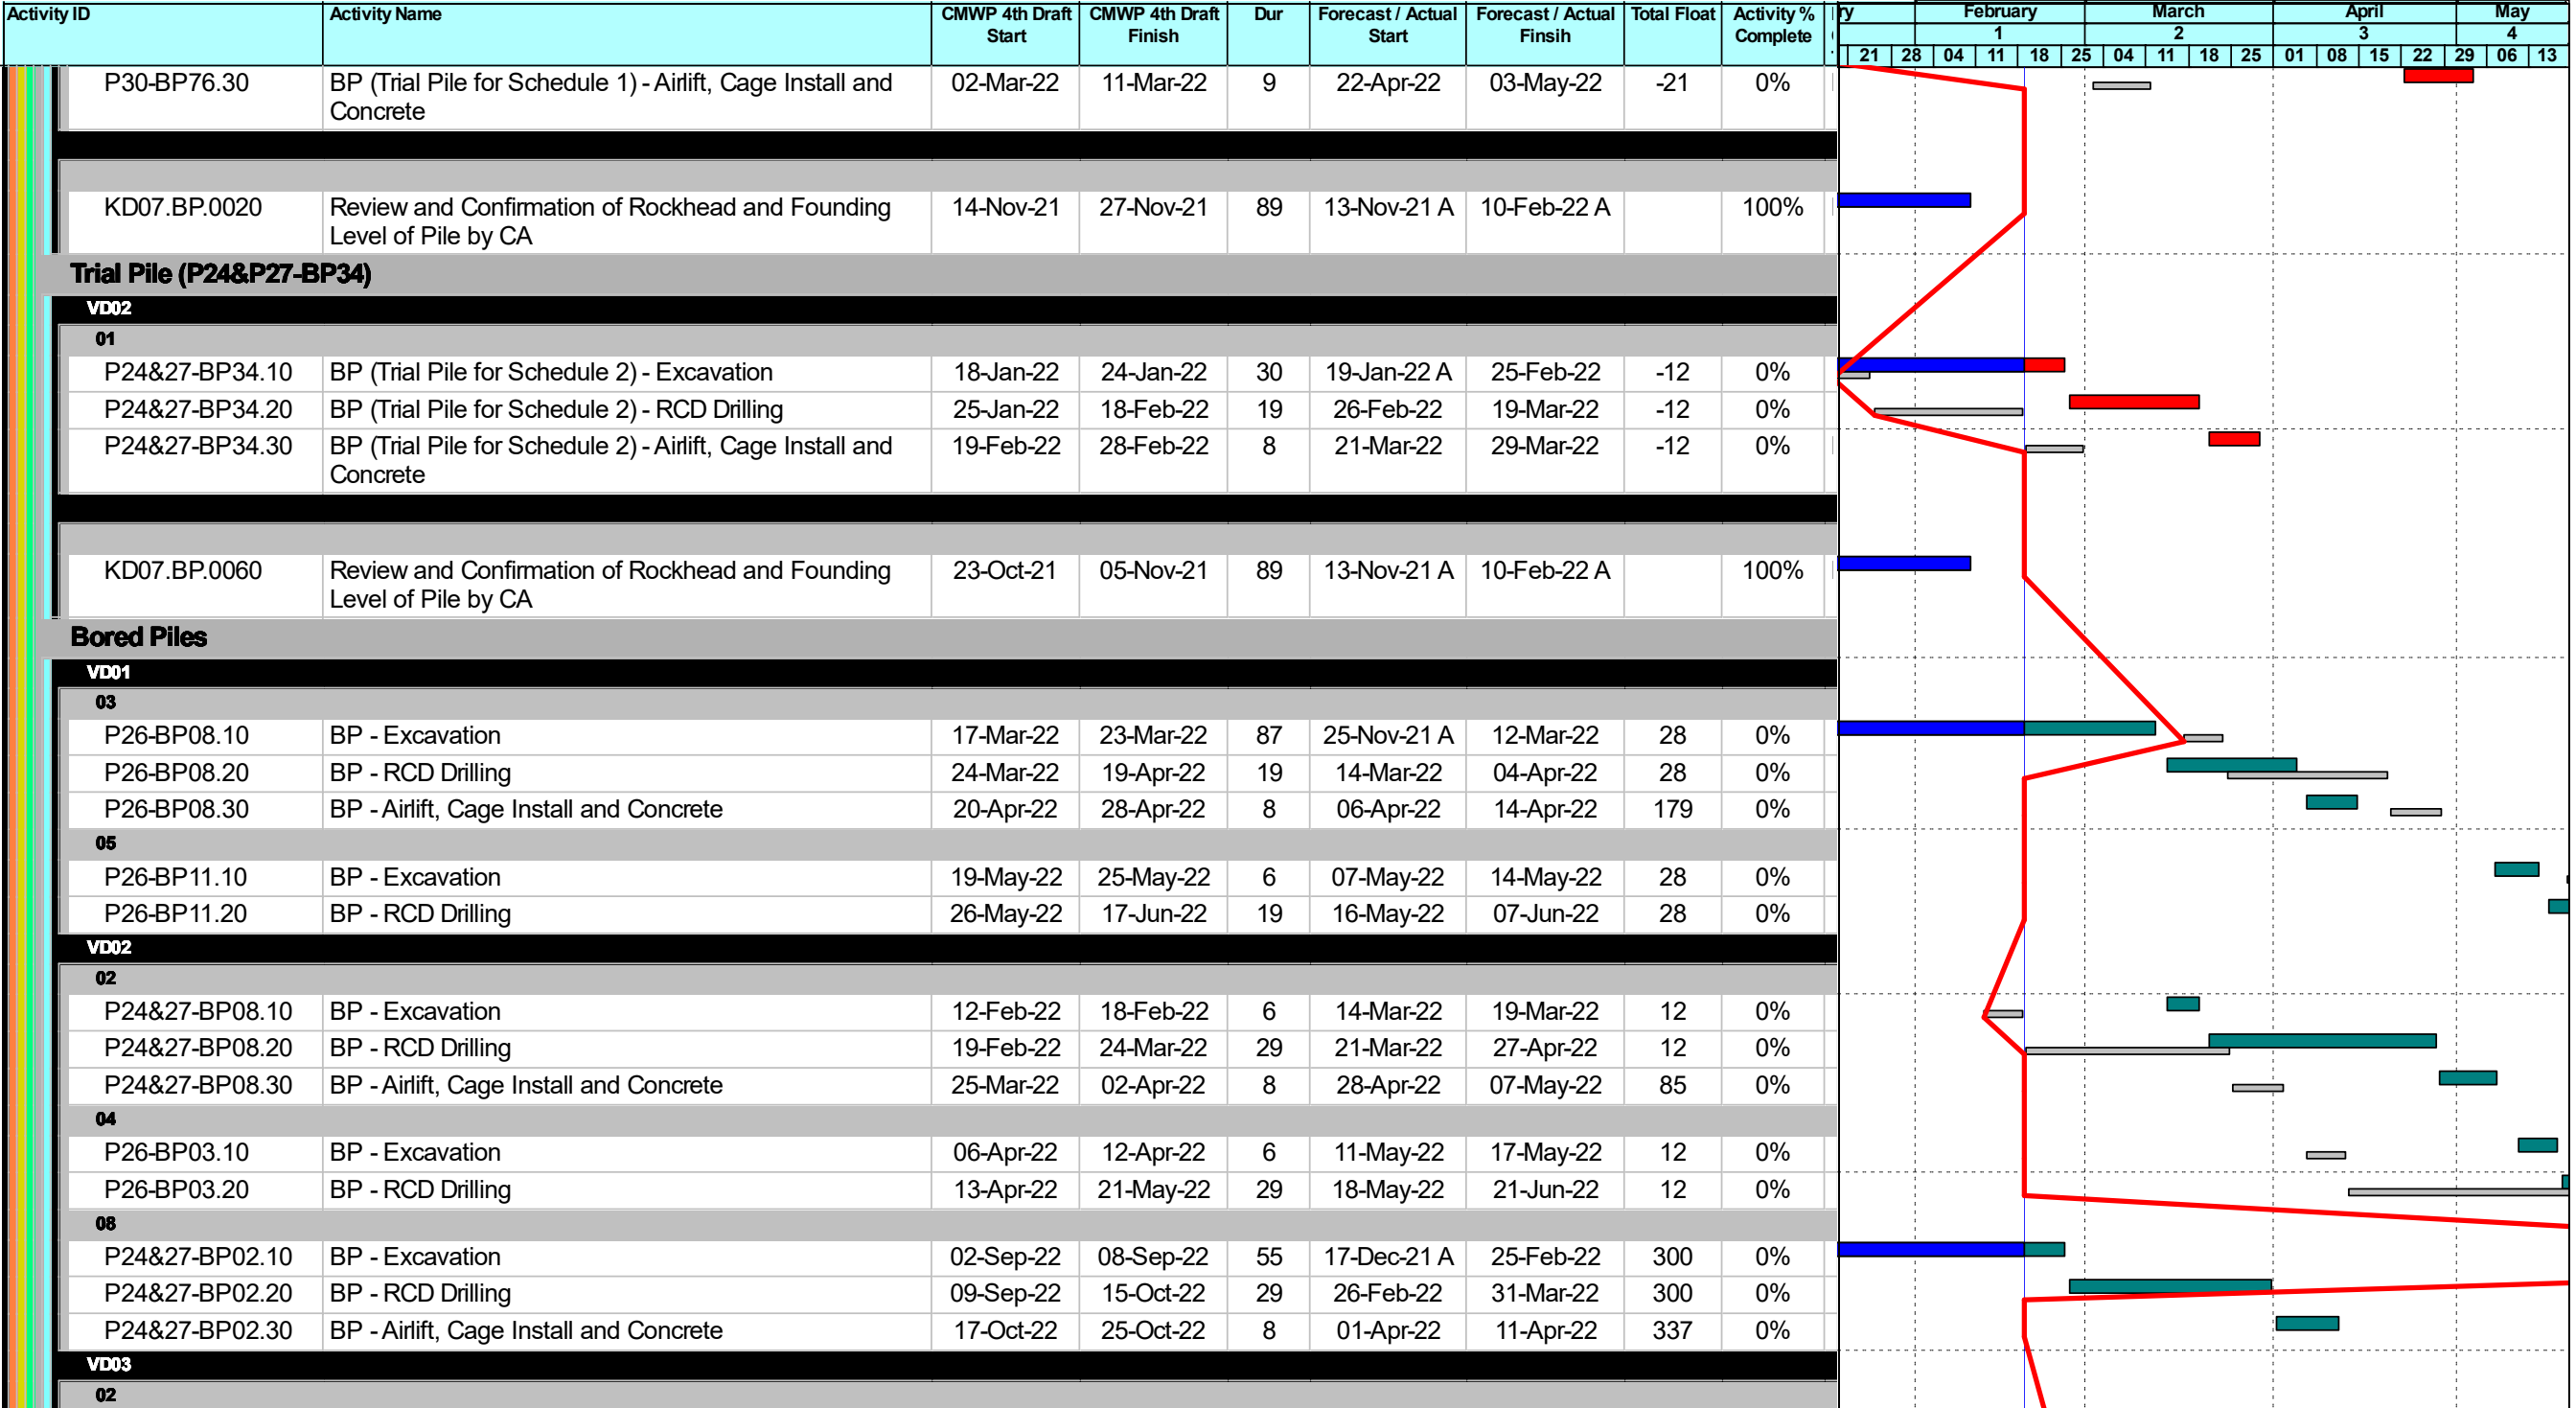 Activity ID Activity Name CMWP 4th Draft Start CMWP 4th Draft Finish Dur Forecast / Actual Start Forecast / Actual Finsih Total Float Activity % Complete
ry February March April May
1 2 3 4
21 28 04 11 18 25 04 11 18 25 01 08 15 22 29 06 13
P30-BP76.30 BP (Trial Pile for Schedule 1) - Airlift, Cage Install and 02-Mar-22 11-Mar-22 9 22-Apr-22 03-May-22 -21 0%
Concrete
KD07.BP.0020 Review and Confirmation of Rockhead and Founding 14-Nov-21 27-Nov-21 89 13-Nov-21 A 10-Feb-22 A 100%
Level of Pile by CA
Trial Pile (P24&P27-BP34)
VD02
01
P24&27-BP34.10 BP (Trial Pile for Schedule 2) - Excavation 18-Jan-22 24-Jan-22 30 19-Jan-22 A 25-Feb-22 -12 0%
P24&27-BP34.20 BP (Trial Pile for Schedule 2) - RCD Drilling 25-Jan-22 18-Feb-22 19 26-Feb-22 19-Mar-22 -12 0%
P24&27-BP34.30 BP (Trial Pile for Schedule 2) - Airlift, Cage Install and 19-Feb-22 28-Feb-22 8 21-Mar-22 29-Mar-22 -12 0%
Concrete
KD07.BP.0060 Review and Confirmation of Rockhead and Founding 23-Oct-21 05-Nov-21 89 13-Nov-21 A 10-Feb-22 A 100%
Level of Pile by CA
Bored Piles
VD01
03
P26-BP08.10 BP - Excavation 17-Mar-22 23-Mar-22 87 25-Nov-21 A 12-Mar-22 28 0%
P26-BP08.20 BP - RCD Drilling 24-Mar-22 19-Apr-22 19 14-Mar-22 04-Apr-22 28 0%
P26-BP08.30 BP - Airlift, Cage Install and Concrete 20-Apr-22 28-Apr-22 8 06-Apr-22 14-Apr-22 179 0%
05
P26-BP11.10 BP - Excavation 19-May-22 25-May-22 6 07-May-22 14-May-22 28 0%
P26-BP11.20 BP - RCD Drilling 26-May-22 17-Jun-22 19 16-May-22 07-Jun-22 28 0%
VD02
02
P24&27-BP08.10 BP - Excavation 12-Feb-22 18-Feb-22 6 14-Mar-22 19-Mar-22 12 0%
P24&27-BP08.20 BP - RCD Drilling 19-Feb-22 24-Mar-22 29 21-Mar-22 27-Apr-22 12 0%
P24&27-BP08.30 BP - Airlift, Cage Install and Concrete 25-Mar-22 02-Apr-22 8 28-Apr-22 07-May-22 85 0%
04
P26-BP03.10 BP - Excavation 06-Apr-22 12-Apr-22 6 11-May-22 17-May-22 12 0%
P26-BP03.20 BP - RCD Drilling 13-Apr-22 21-May-22 29 18-May-22 21-Jun-22 12 0%
08
P24&27-BP02.10 BP - Excavation 02-Sep-22 08-Sep-22 55 17-Dec-21 A 25-Feb-22 300 0%
P24&27-BP02.20 BP - RCD Drilling 09-Sep-22 15-Oct-22 29 26-Feb-22 31-Mar-22 300 0%
P24&27-BP02.30 BP - Airlift, Cage Install and Concrete 17-Oct-22 25-Oct-22 8 01-Apr-22 11-Apr-22 337 0%
VD03
02